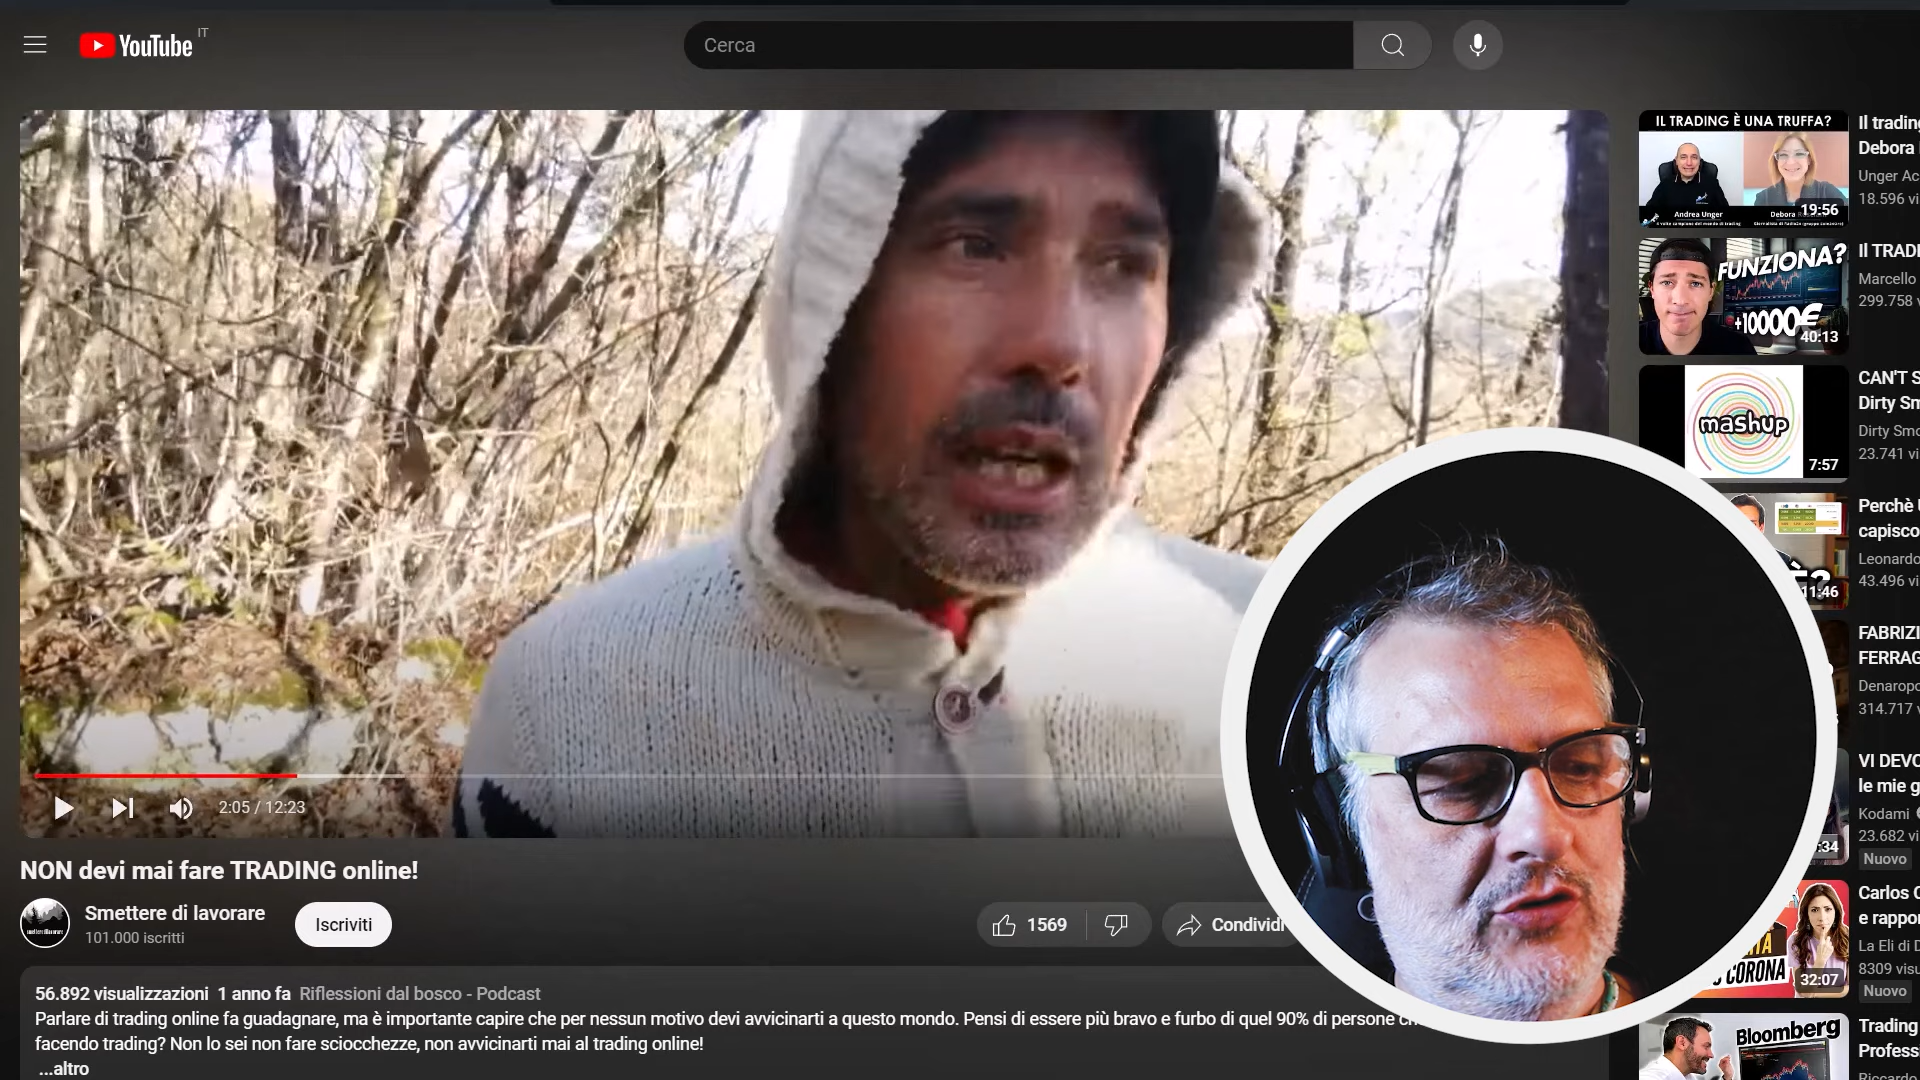 YouTube IT
Cerca
2:05 / 12:23
NON devi mai fare TRADING online!
Smettere di lavorare
101.000 iscritti
Iscriviti
1569
Condividi
56.892 visualizzazioni 1 anno fa Riflessioni dal bosco - Podcast
Parlare di trading online fa guadagnare, ma è importante capire che per nessun motivo devi avvicinarti a questo mondo. Pensi di essere più bravo e furbo di quel 90% di persone
facendo trading? Non lo sei non fare sciocchezze, non avvicinarti mai al trading online!
...altro
IL TRADING È UNA TRUFFA?
Andrea Unger
Debora
19:56
Il trading
Debora
Unger Ac
18.596 vi
FUNZIONA?
+10000€
40:13
Il TRADI
Marcello
299.758 v
mashup
7:57
CAN'T S
Dirty Sm
Dirty Smo
23.741 vi
11:46
Perchè
capisco
Leonardo
43.496 vi
FABRIZI
FERRAG
Denaropo
314.717 v
:34
VI DEVO
le mie g
Kodami
23.682 vi
Nuovo
CORONA
32:07
Carlos C
e rappor
La Eli di D
8309 visu
Nuovo
Bloomberg
Trading
Professi
Riccardo